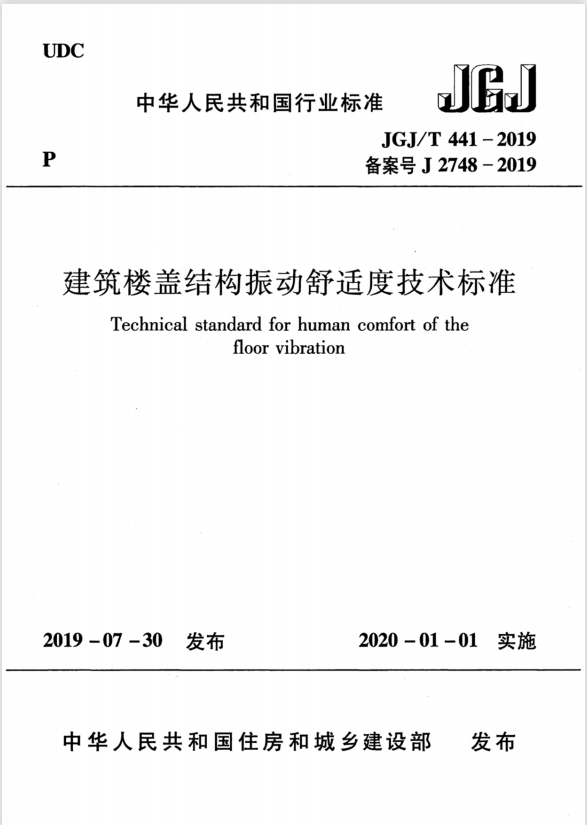 UDC
中华人民共和国行业标准
JGJ
JGJ/T 441－2019
P
备案号 J 2748－2019
建筑楼盖结构振动舒适度技术标准
Technical standard for human comfort of the
floor vibration
2019－07－30 发布
2020－01－01 实施
中华人民共和国住房和城乡建设部 发布